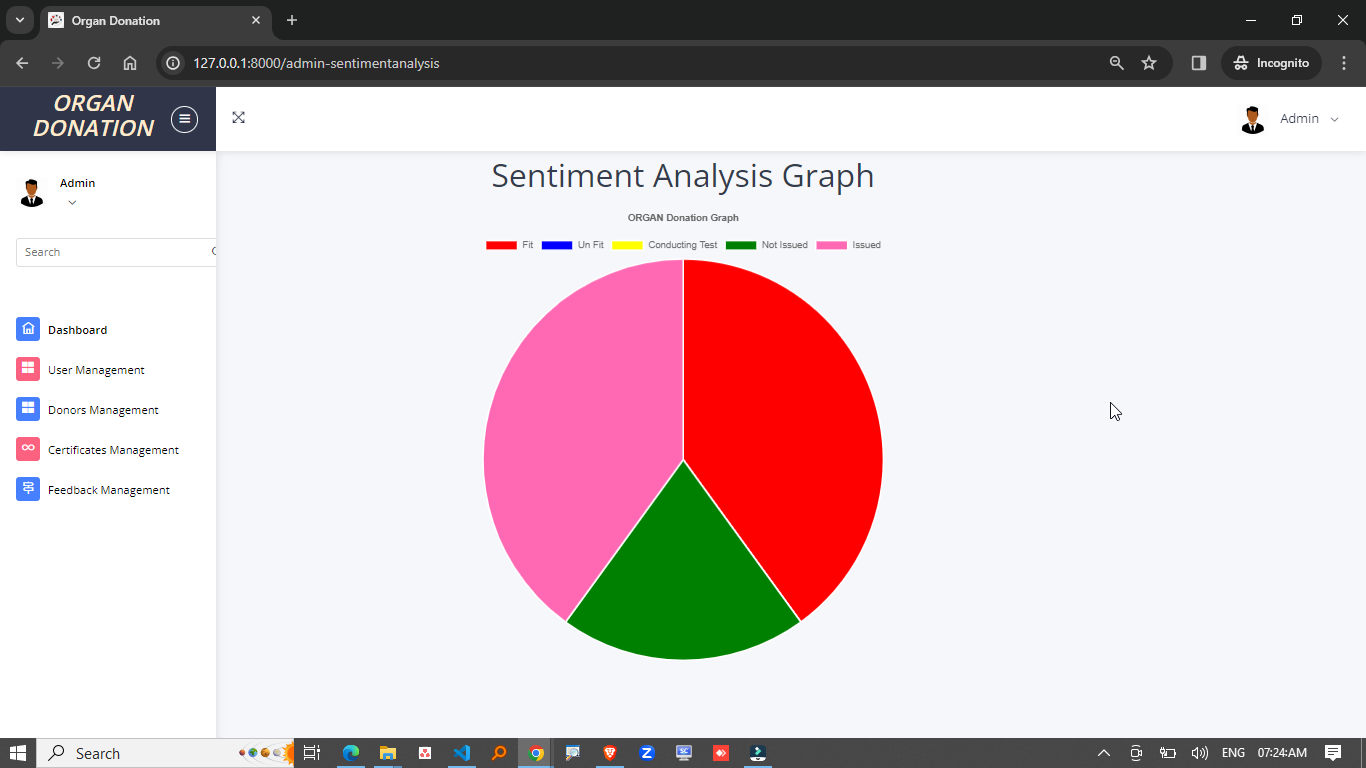 Organ Donation
127.0.0.1:8000/admin-sentimentanalysis
Incognito
ORGAN
DONATION
Admin
Admin
Search
Dashboard
User Management
Donors Management
Certificates Management
Feedback Management
Sentiment Analysis Graph
ORGAN Donation Graph
Fit Un Fit Conducting Test Not Issued Issued
Search
ENG 07:24AM